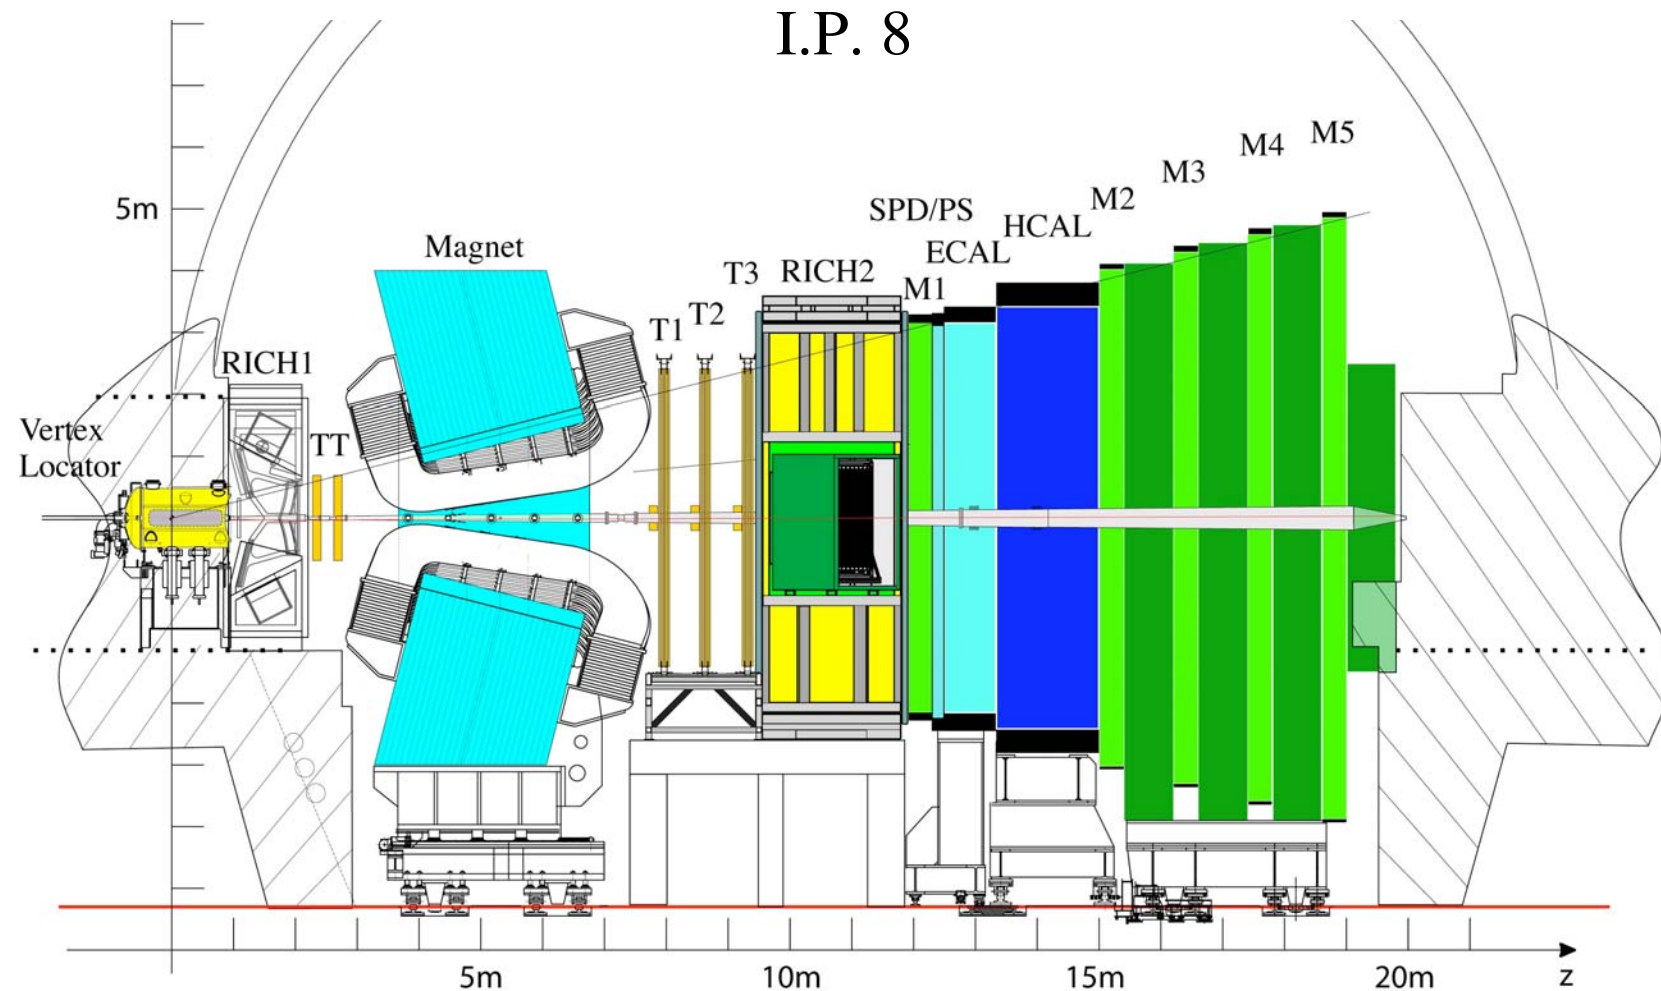 I.P. 8
M5
M4
M3
M2
5m
SPD/PS
HCAL
Magnet
ECAL
T3
RICH2
M1
T2
T1
RICH1
Vertex
Locator
TT
5m
10m
15m
20m
z